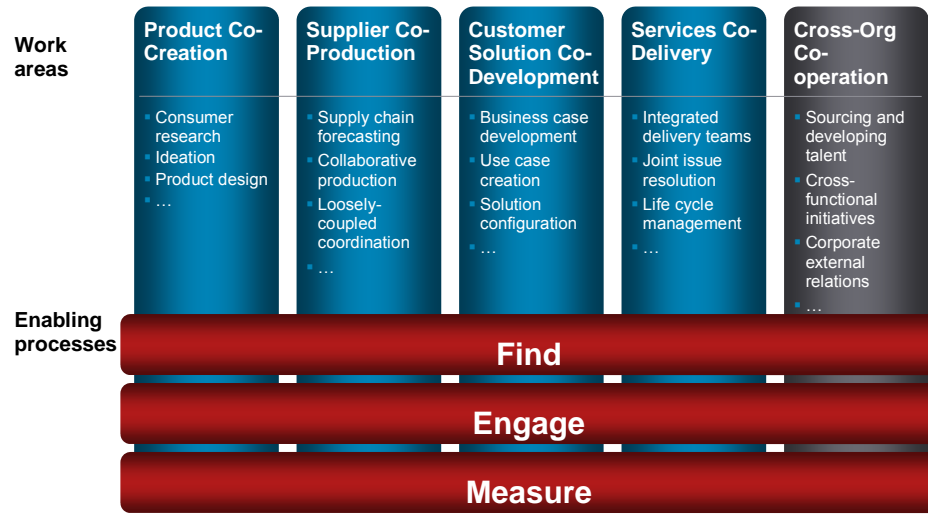 Work
areas
Product Co-
Creation
Consumer
research
Ideation
Product design
…
Supplier Co-
Production
Supply chain
forecasting
Collaborative
production
Loosely-
coupled
coordination
…
Customer
Solution Co-
Development
Business case
development
Use case
creation
Solution
configuration
…
Services Co-
Delivery
Integrated
delivery teams
Joint issue
resolution
Life cycle
management
…
Cross-Org
Co-
operation
Sourcing and
developing
talent
Cross-
functional
initiatives
Corporate
external
relations
…
Enabling
processes
Find
Engage
Measure